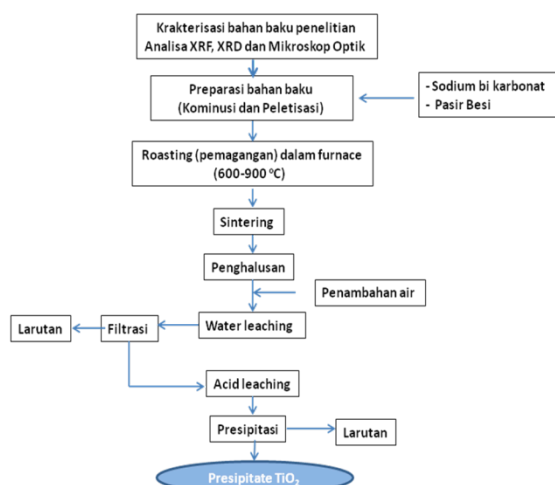 Krakterisasi bahan baku penelitian
Analisa XRF, XRD dan Mikroskop Optik
Preparasi bahan baku
(Kominusi dan Peletisasi)
- Sodium bi karbonat
- Pasir Besi
Roasting (pemagangan) dalam furnace
(600-900 °C)
Sintering
Penghalusan
Penambahan air
Larutan
Filtrasi
Water leaching
Acid leaching
Presipitasi
Larutan
Presipitate TiO₂